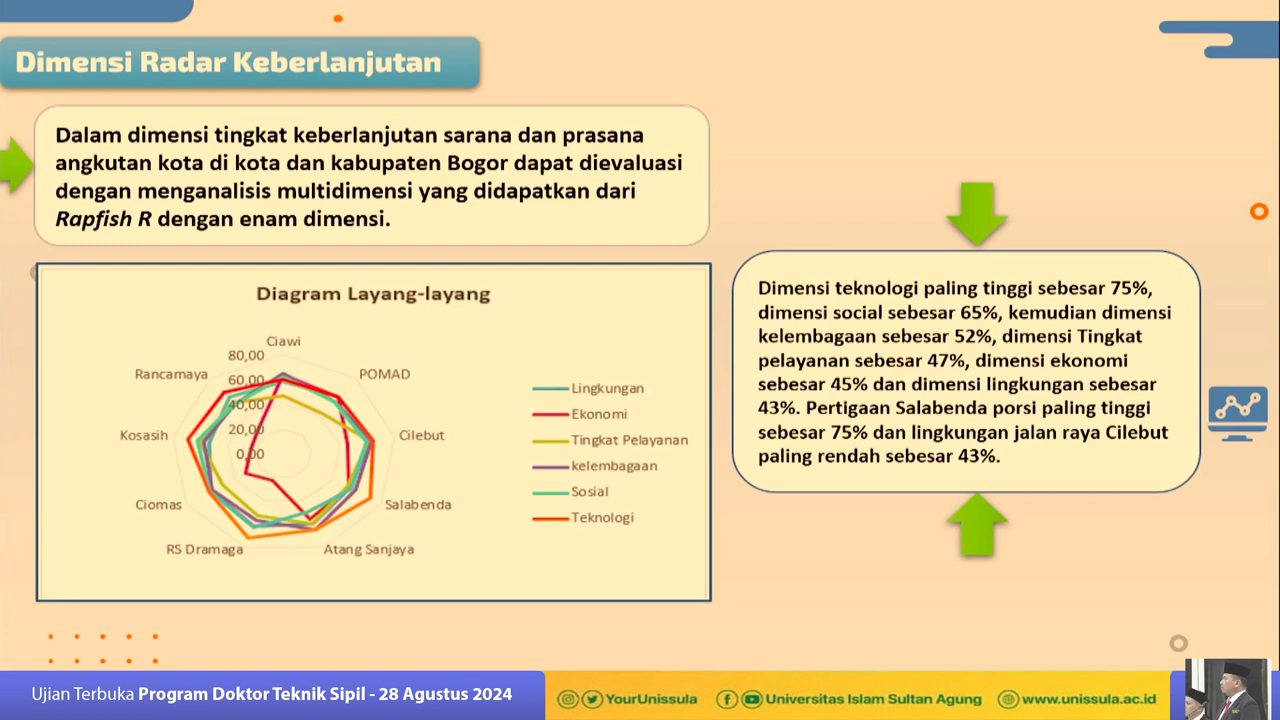 Dimensi Radar Keberlanjutan
Dalam dimensi tingkat keberlanjutan sarana dan prasana
angkutan kota di kota dan kabupaten Bogor dapat dievaluasi
dengan menganalisis multidimensi yang didapatkan dari
Rapfish R dengan enam dimensi.
Diagram Layang-layang
Ciawi
80,00
Rancamaya
POMAD
60,00
40,00
Kosasih
20,00
Cilebut
0,00
Ciomas
Salabenda
RS Dramaga
Atang Sanjaya
Lingkungan
Ekonomi
Tingkat Pelayanan
kelembagaan
Sosial
Teknologi
Dimensi teknologi paling tinggi sebesar 75%,
dimensi social sebesar 65%, kemudian dimensi
kelembagaan sebesar 52%, dimensi Tingkat
pelayanan sebesar 47%, dimensi ekonomi
sebesar 45% dan dimensi lingkungan sebesar
43%. Pertigaan Salabenda porsi paling tinggi
sebesar 75% dan lingkungan jalan raya Cilebut
paling rendah sebesar 43%.
Ujian Terbuka Program Doktor Teknik Sipil - 28 Agustus 2024
YourUnissula
Universitas Islam Sultan Agung
www.unissula.ac.id